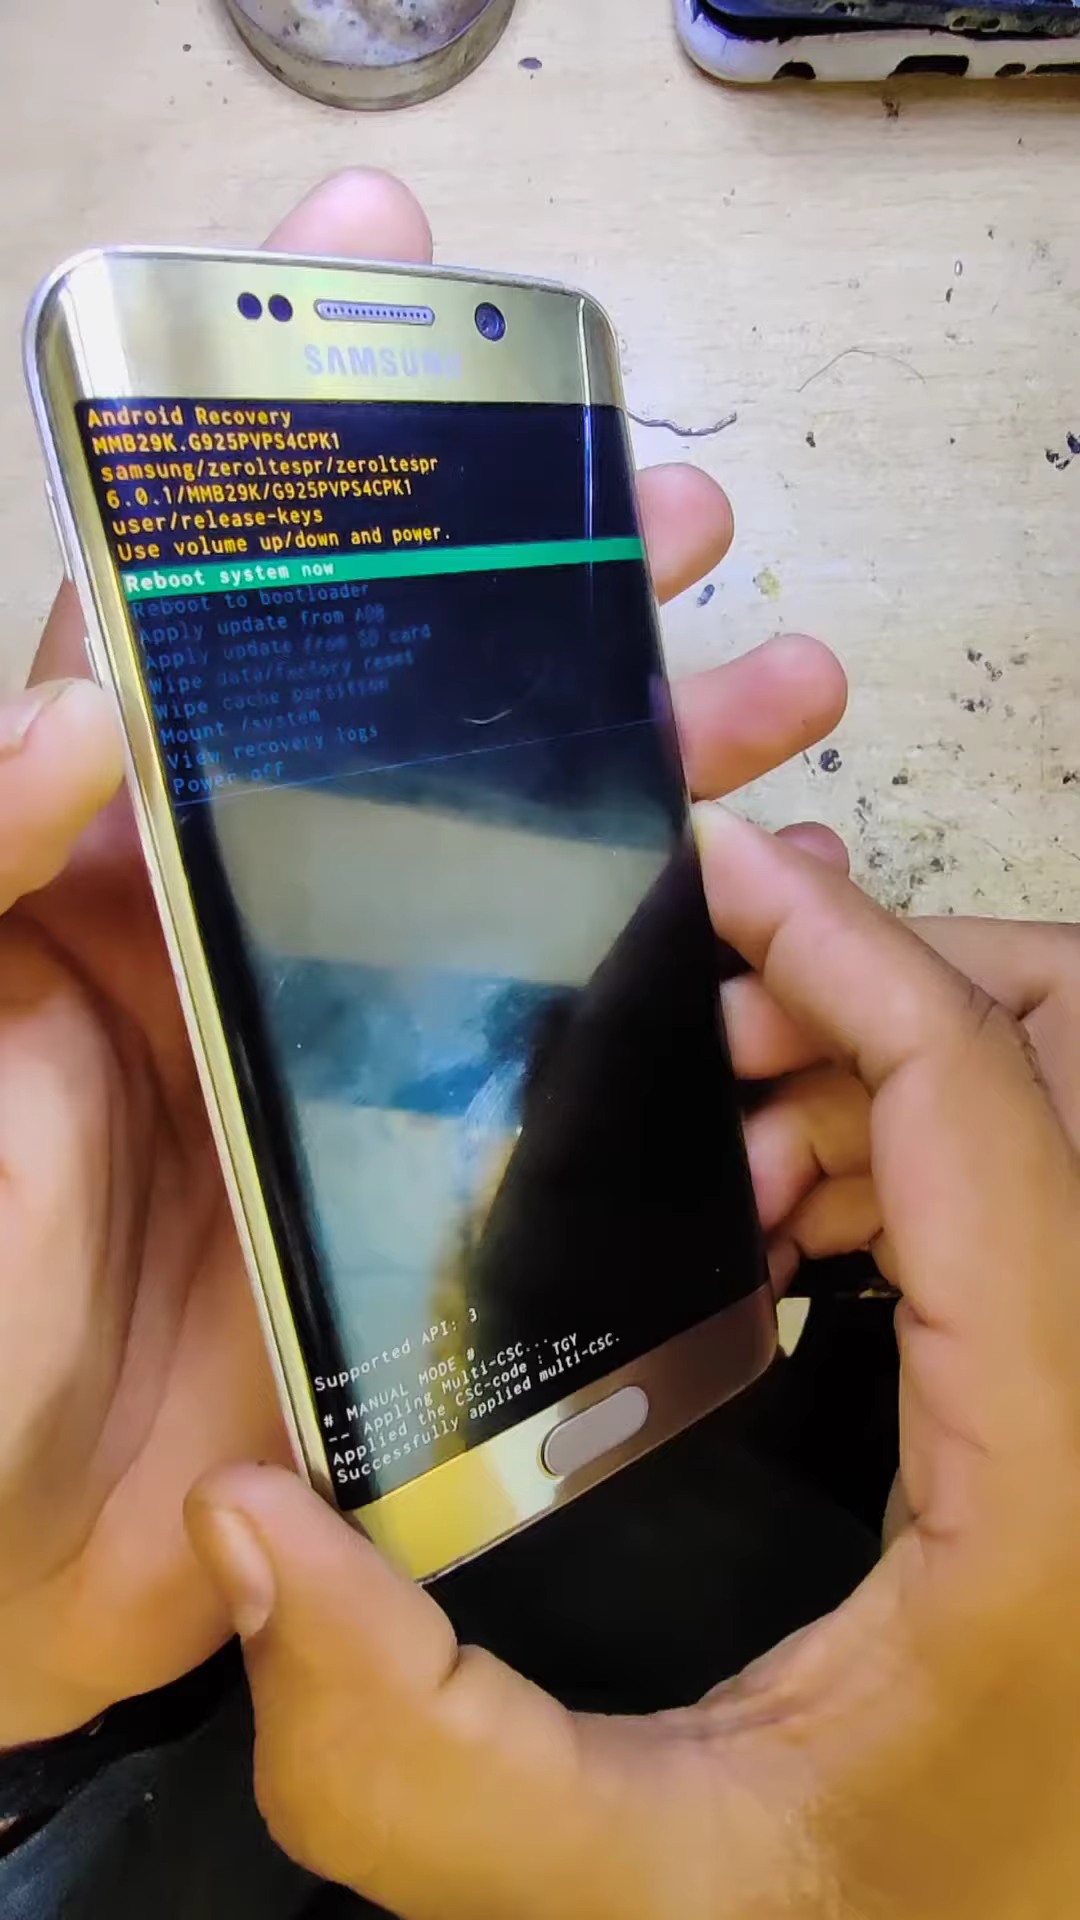 SAMSUNG
Android Recovery
MMB29K.G925PVPS4CPK1
samsung/zeroltespr/zeroltespr
6.0.1/MMB29K/G925PVPS4CPK1
user/release-keys
Use volume up/down and power.
Reboot system now
Reboot to bootloader
Apply update from ADB
Apply update from SD card
Wipe data/factory reset
Wipe cache partition
Mount /system
View recovery logs
Power off
Supported API: 3
# MANUAL MODE #
-- Appling Multi-CSC...
Applied the CSC-code : TGY
Successfully applied multi-CSC.